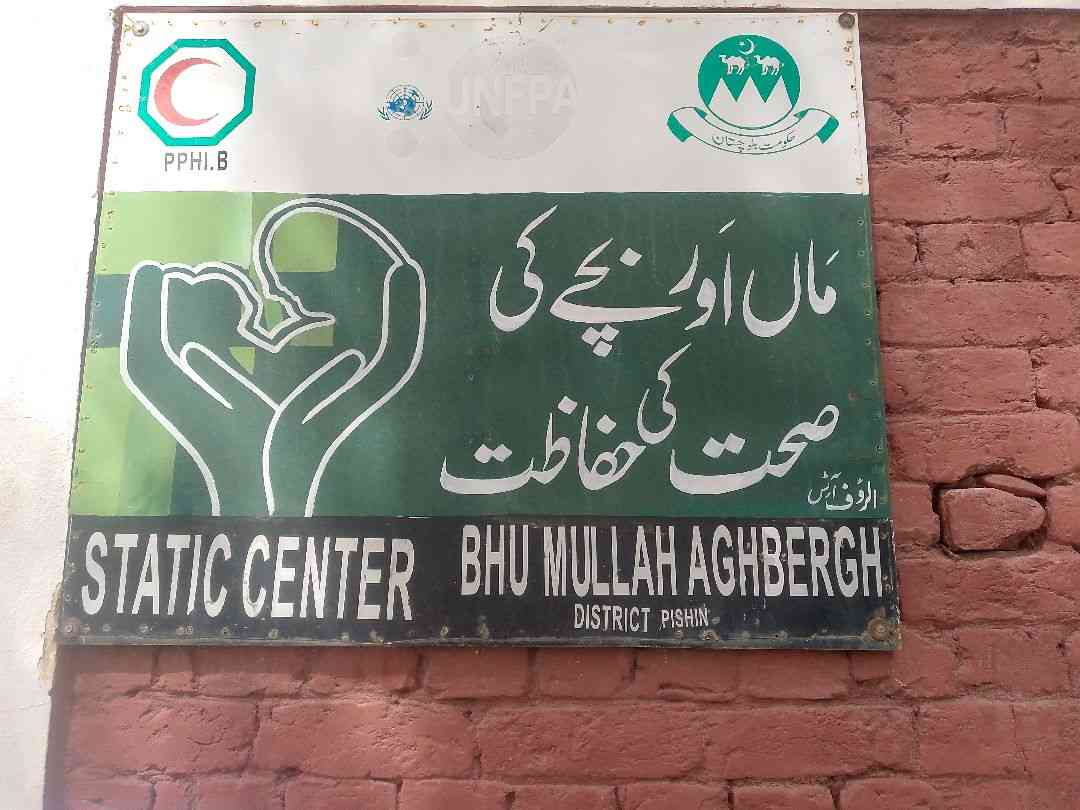 PPHI.B
UNFPA
حکومت بلوچستان
ماں اور بچے کی
صحت کی حفاظت
الرؤف آرٹس
STATIC CENTER
BHU MULLAH AGHBERGH
DISTRICT PISHIN